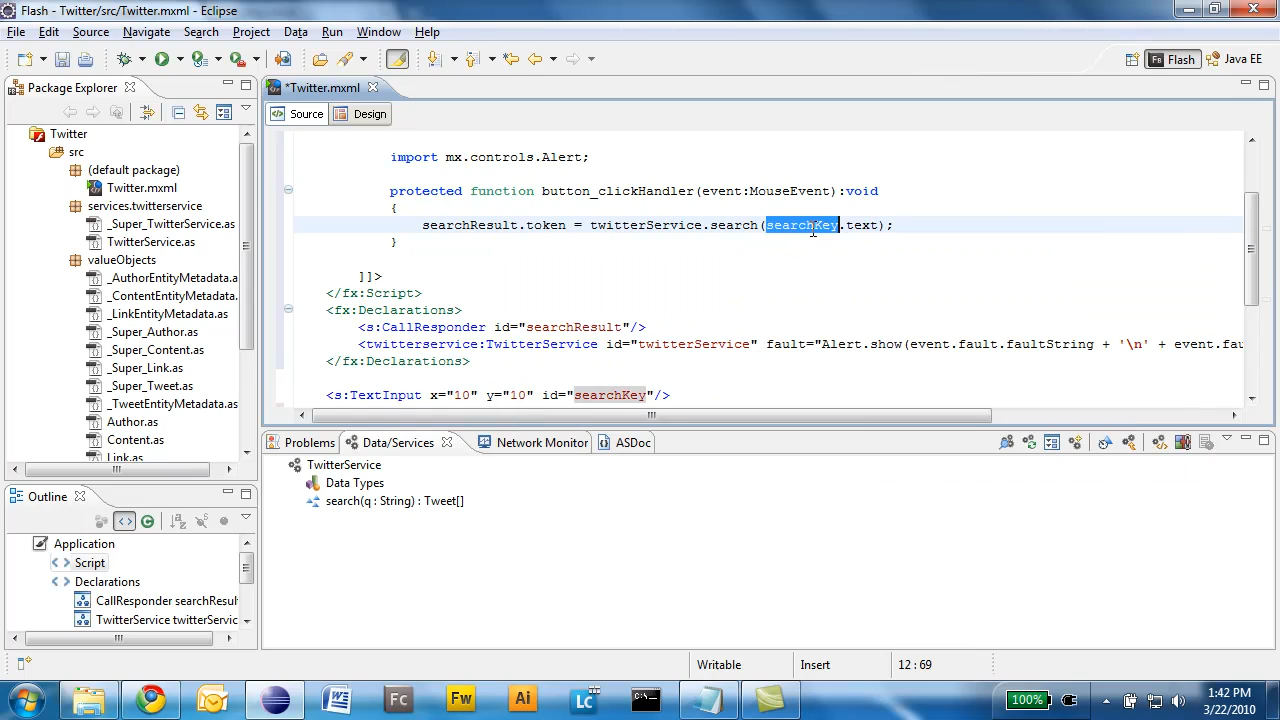 Flash - Twitter/src/Twitter.mxml - Eclipse
File Edit Source Navigate Search Project Data Run Window Help
Fb Flash Java EE
Package Explorer
*Twitter.mxml
Source Design
Twitter
src
(default package)
Twitter.mxml
services.twitterservice
_Super_TwitterService.as
TwitterService.as
valueObjects
_AuthorEntityMetadata.a
_ContentEntityMetadata.
_LinkEntityMetadata.as
_Super_Author.as
_Super_Content.as
_Super_Link.as
_Super_Tweet.as
_TweetEntityMetadata.as
Author.as
Content.as
Link.as
import mx.controls.Alert;
protected function button_clickHandler(event:MouseEvent):void
{
searchResult.token = twitterService.search(searchKey.text);
}
]]>
</fx:Script>
<fx:Declarations>
<s:CallResponder id="searchResult"/>
<twitterservice:TwitterService id="twitterService" fault="Alert.show(event.fault.faultString + '\n' + event.fau
</fx:Declarations>
<s:TextInput x="10" y="10" id="searchKey"/>
Problems Data/Services Network Monitor ASDoc
TwitterService
Data Types
search(q : String) : Tweet[]
Outline
Application
Script
Declarations
CallResponder searchResul
TwitterService twitterServic
Writable Insert 12 : 69
Fc Fw Ai LC
100%
1:42 PM
3/22/2010